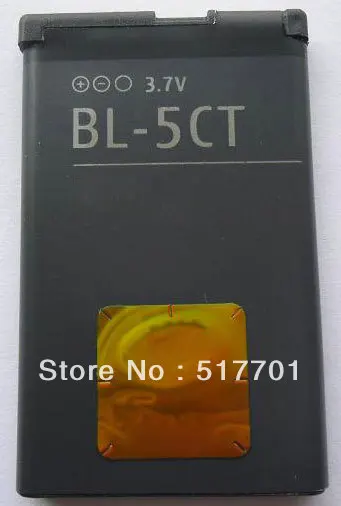 ⊕⊖○ 3.7V
BL-5CT
Store No : 517701